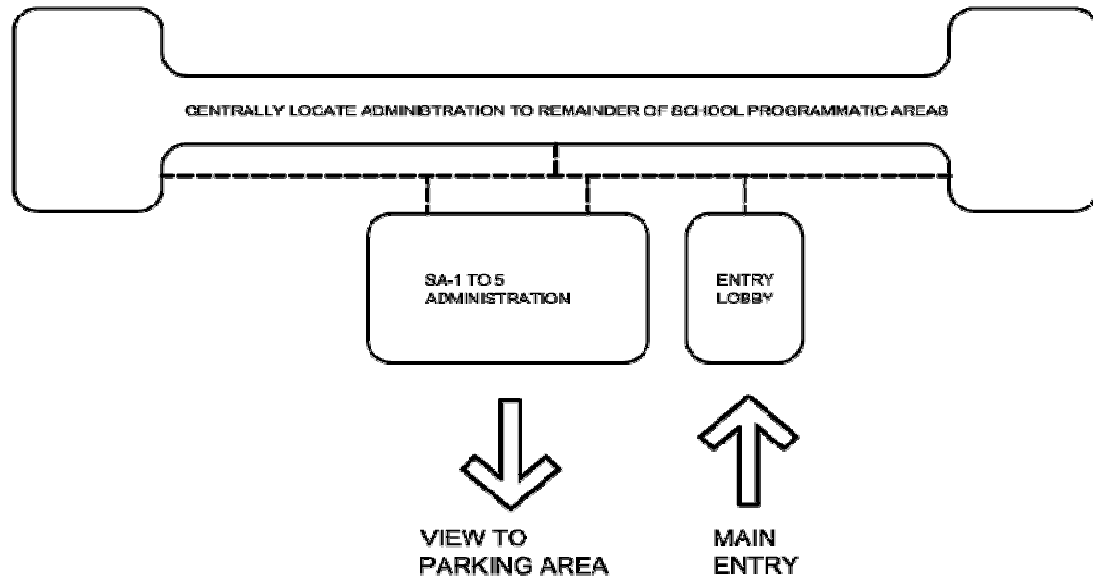 CENTRALLY LOCATE ADMINISTRATION TO REMAINDER OF SCHOOL PROGRAMMATIC AREAS
SA-1 TO 5
ADMINISTRATION
ENTRY
LOBBY
VIEW TO
PARKING AREA
MAIN
ENTRY